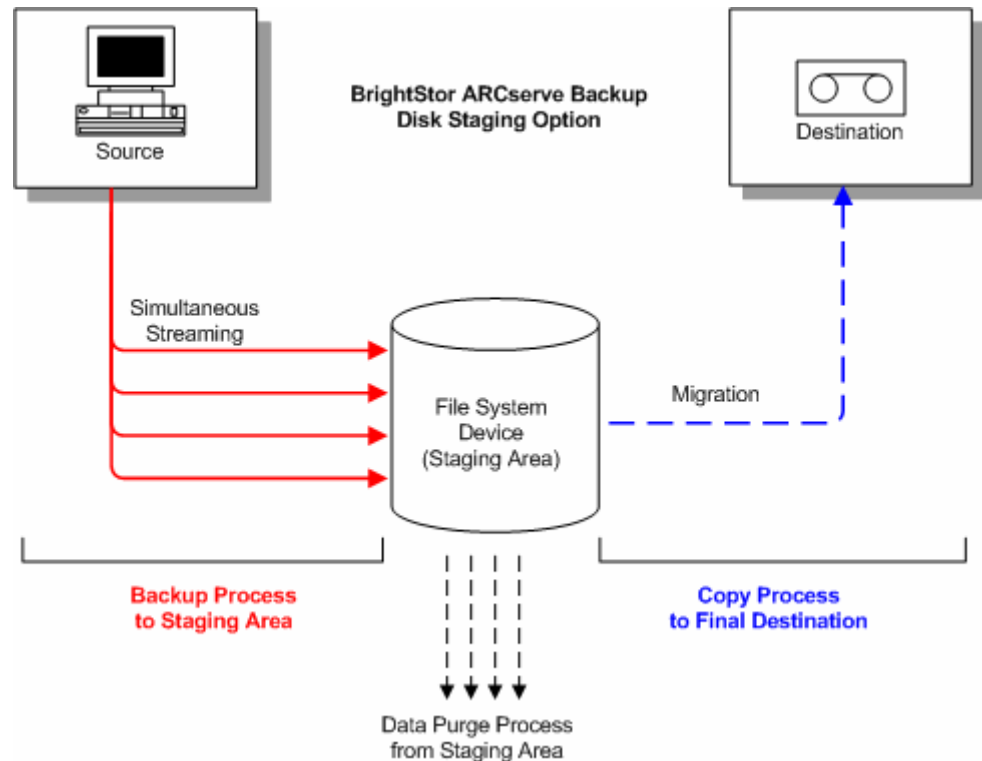 BrightStor ARCserve Backup
Disk Staging Option
Source
Destination
Simultaneous
Streaming
File System
Device
(Staging Area)
Migration
Backup Process
to Staging Area
Copy Process
to Final Destination
Data Purge Process
from Staging Area